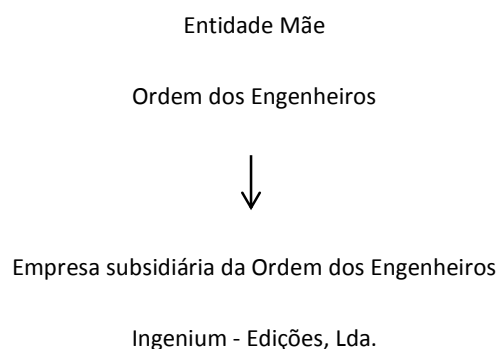 Entidade Mãe
Ordem dos Engenheiros
Empresa subsidiária da Ordem dos Engenheiros
Ingenium - Edições, Lda.